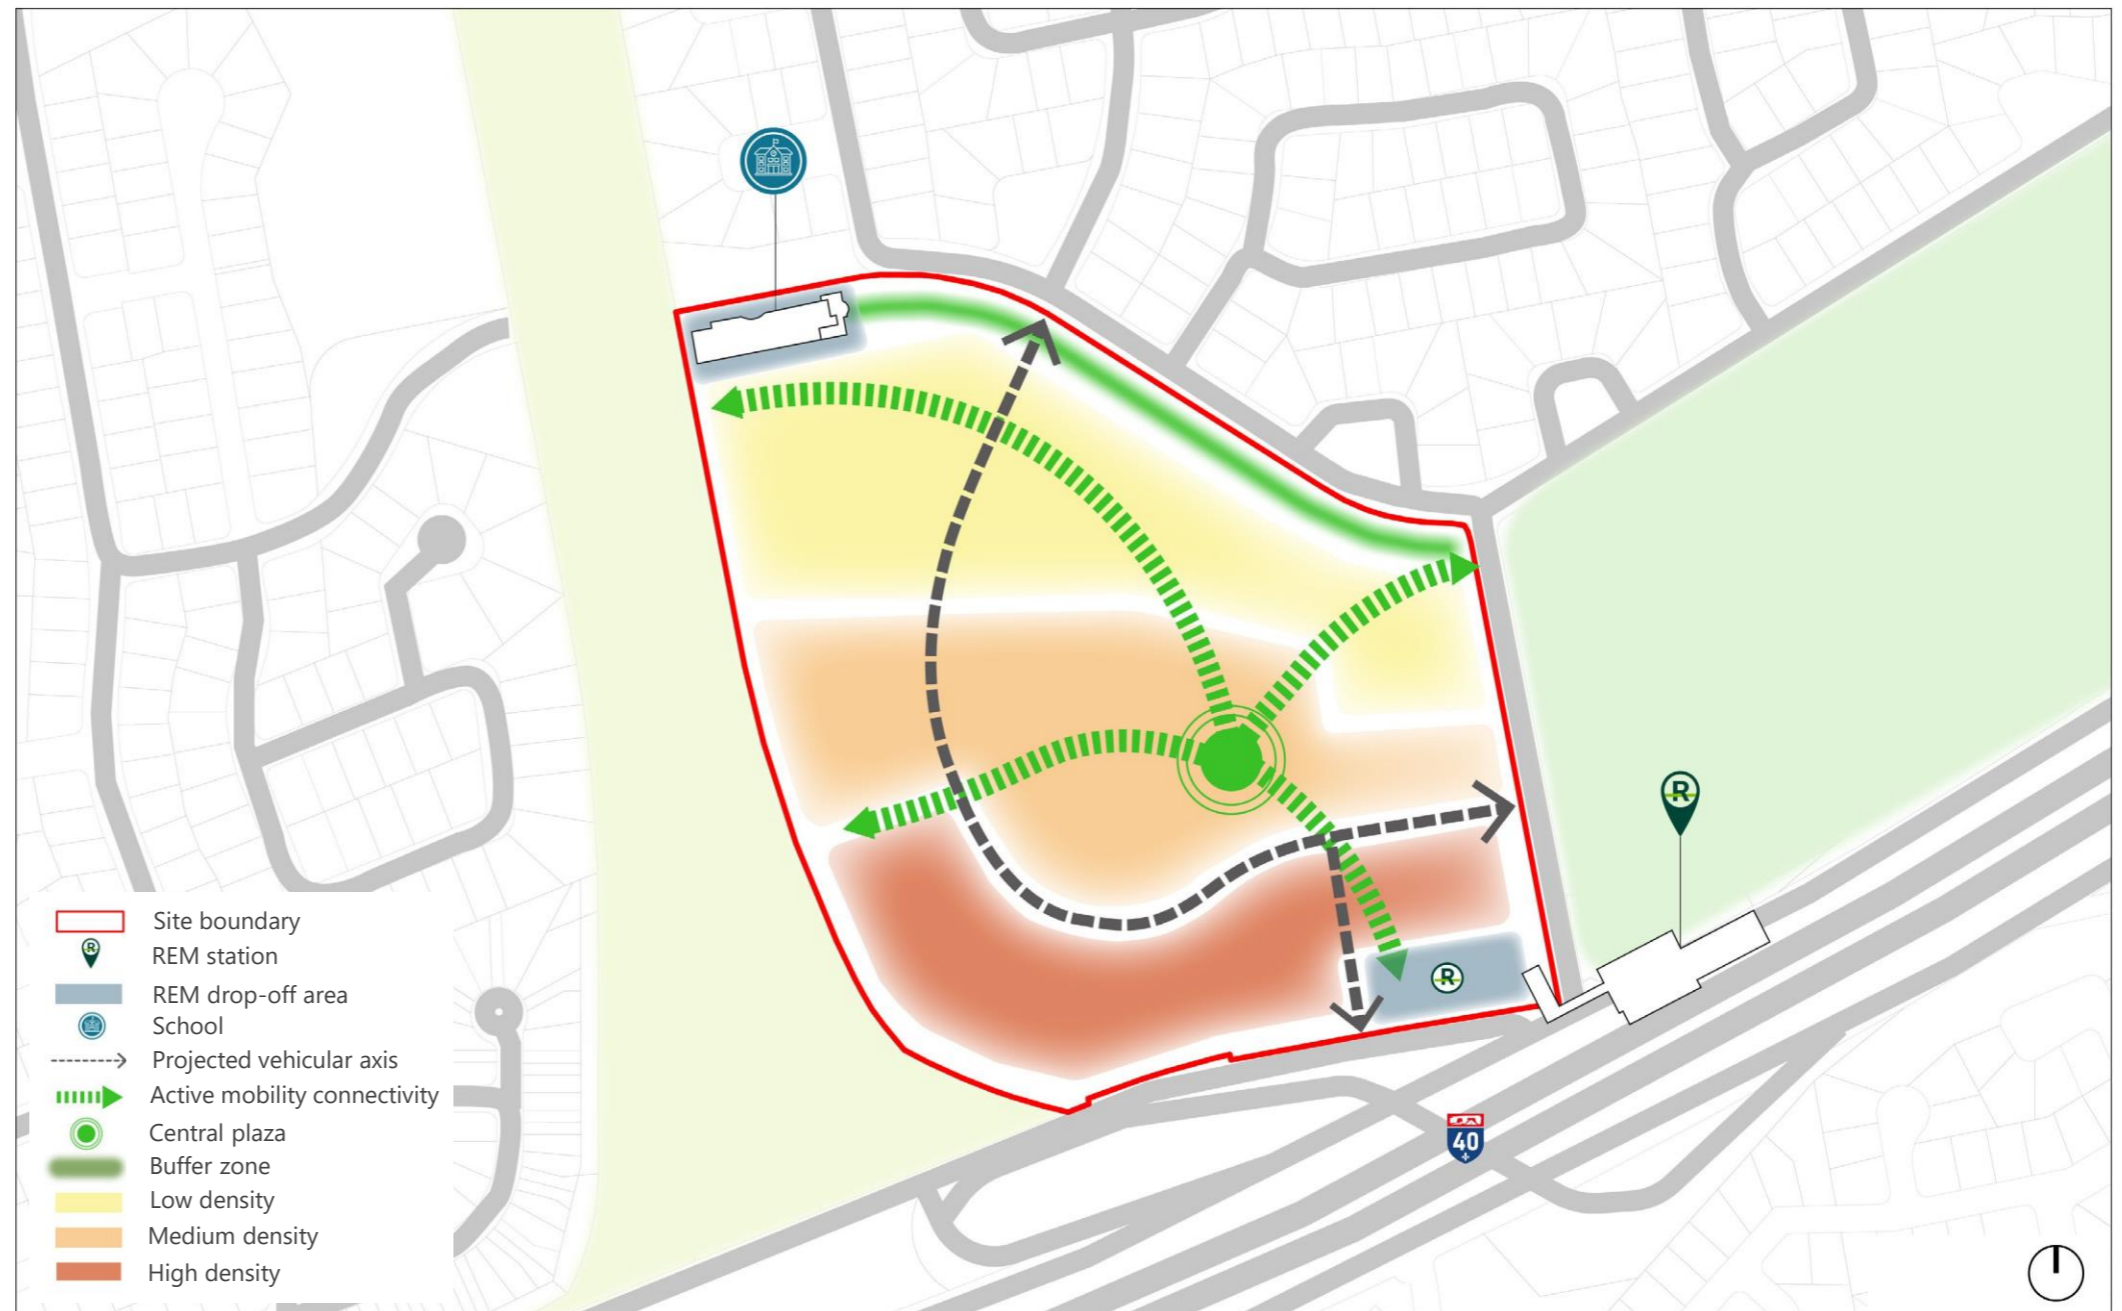 R
R
40
Site boundary
R
REM station
REM drop-off area
School
Projected vehicular axis
Active mobility connectivity
Central plaza
Buffer zone
Low density
Medium density
High density